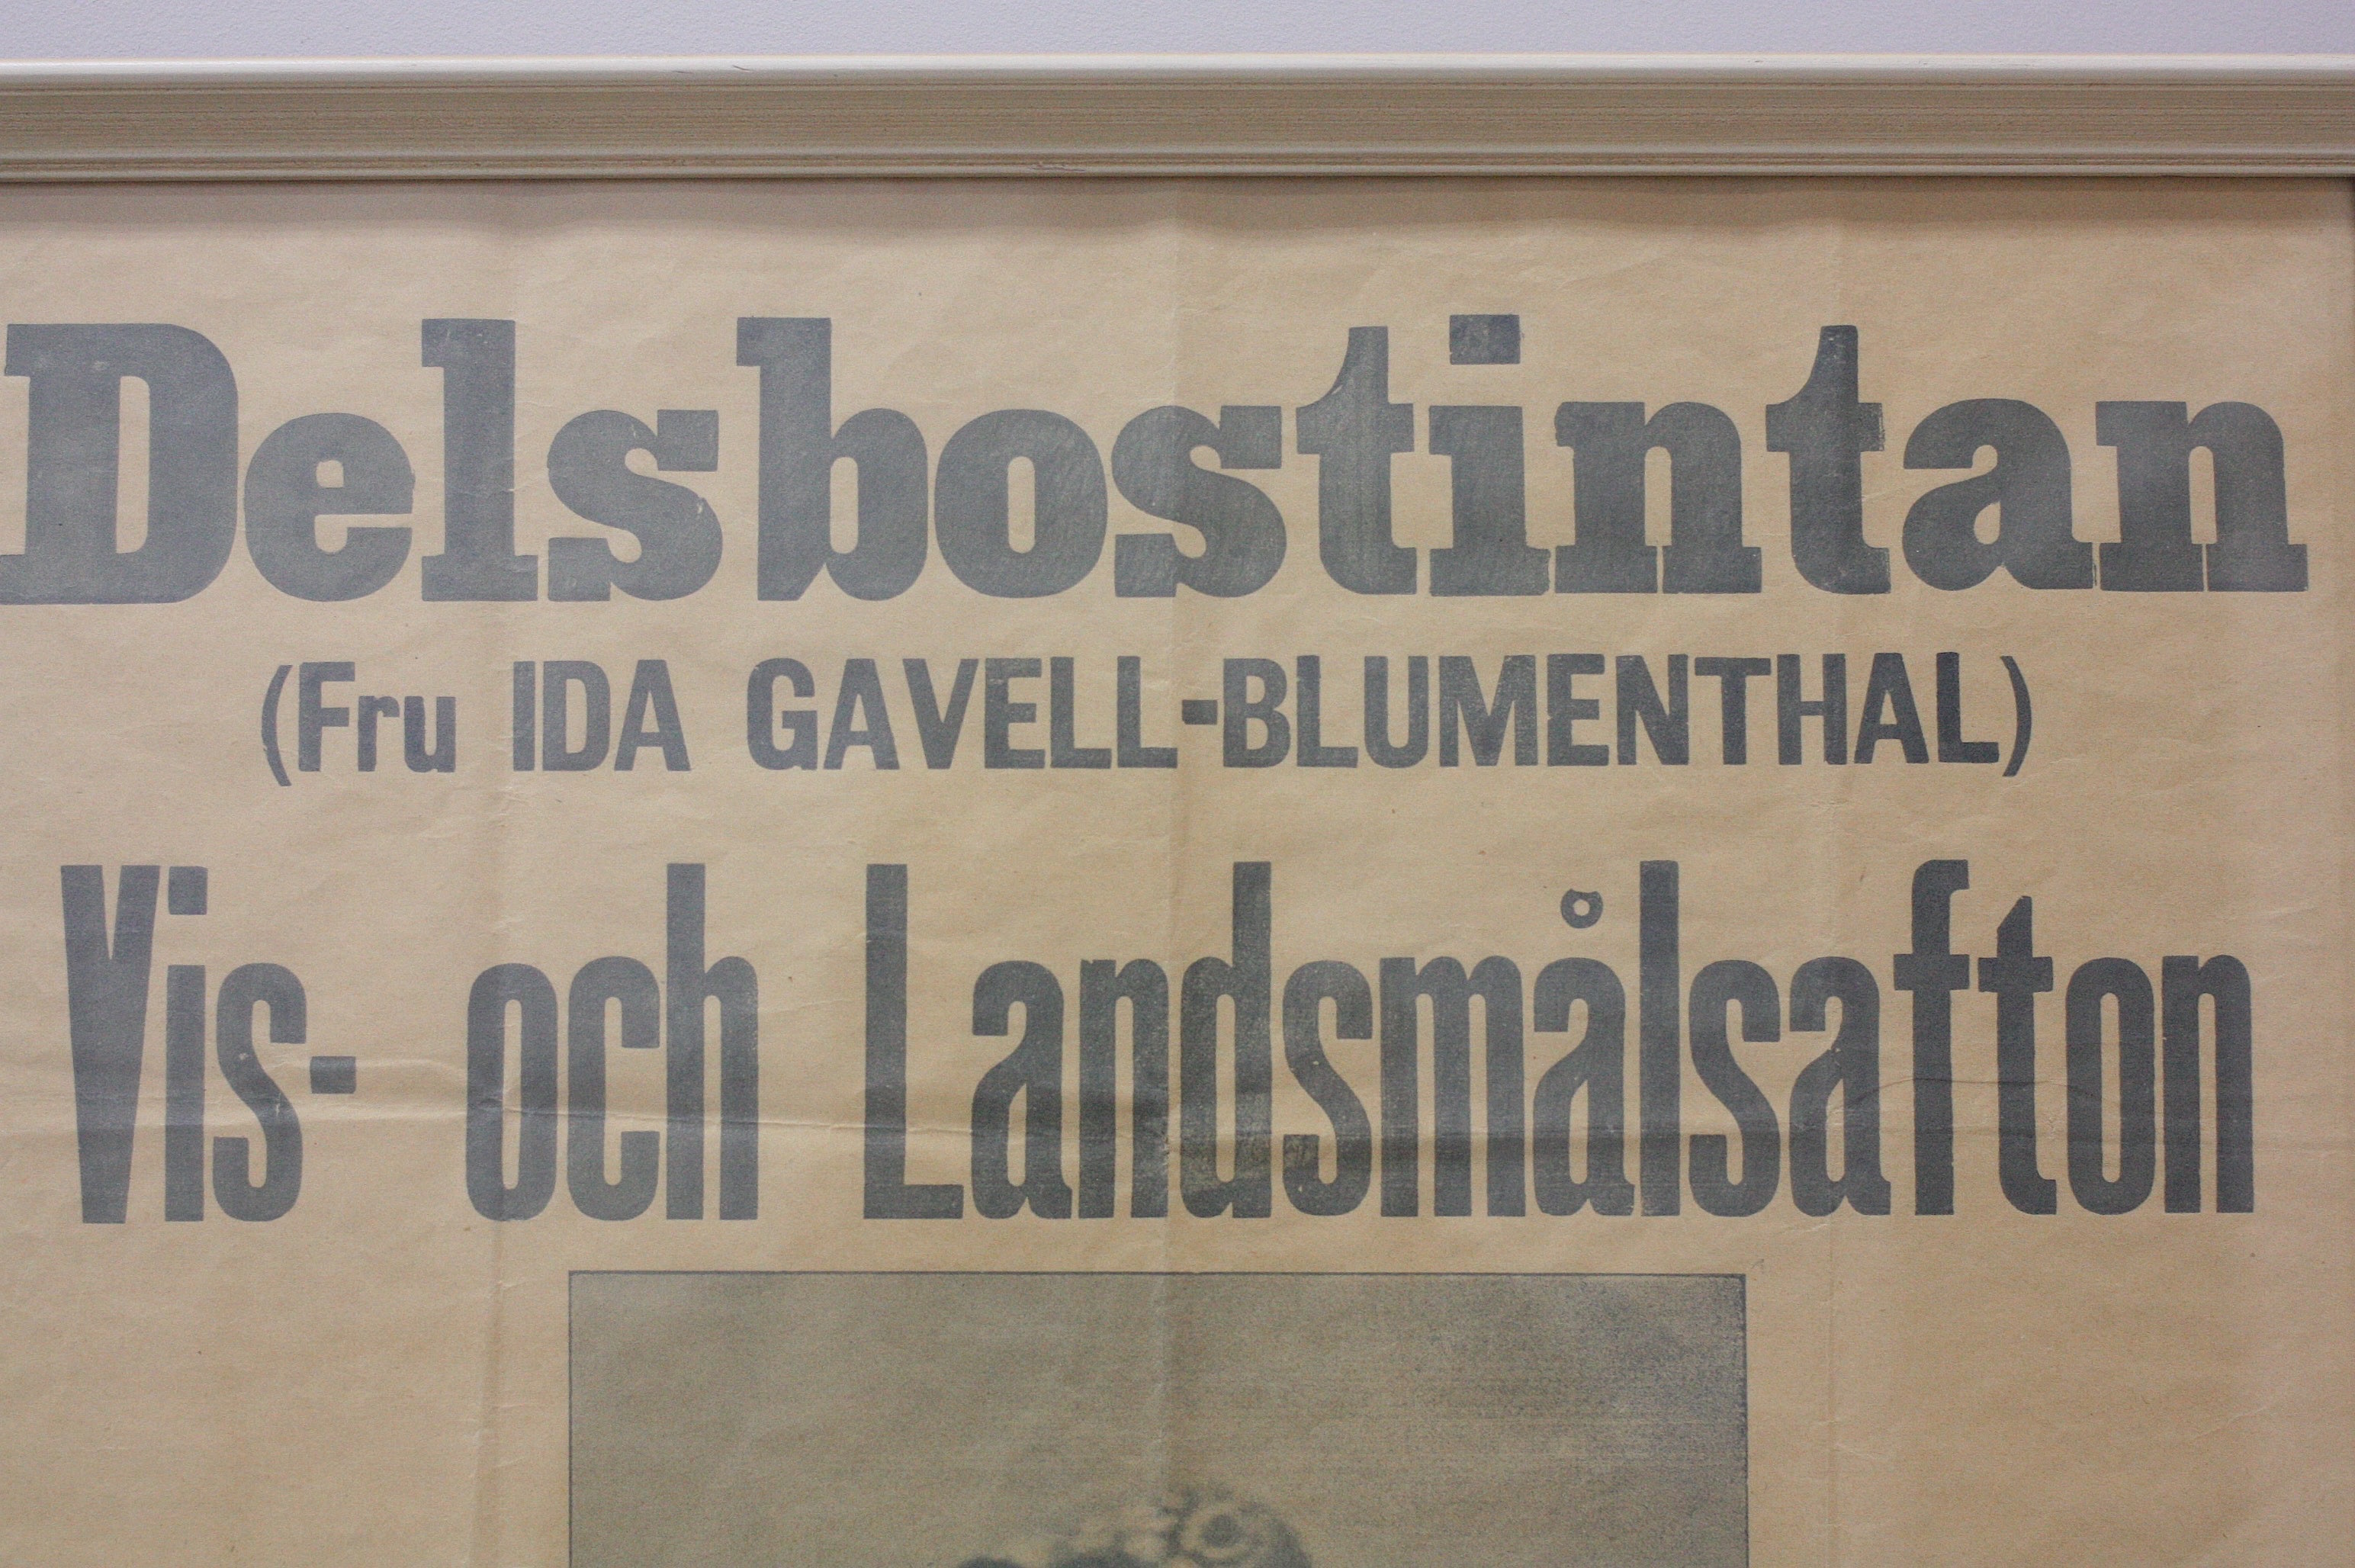 Delsbostintan
(Fru IDA GAVELL-BLUMENTHAL)
Vis- och Landsmålsafton